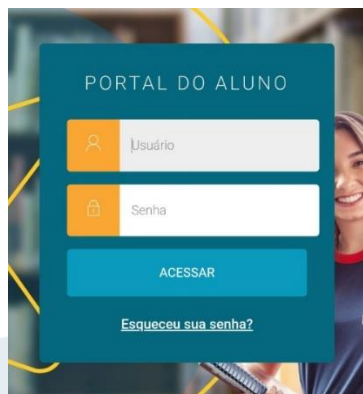 PORTAL DO ALUNO
Usuário
Senha
ACESSAR
Esqueceu sua senha?